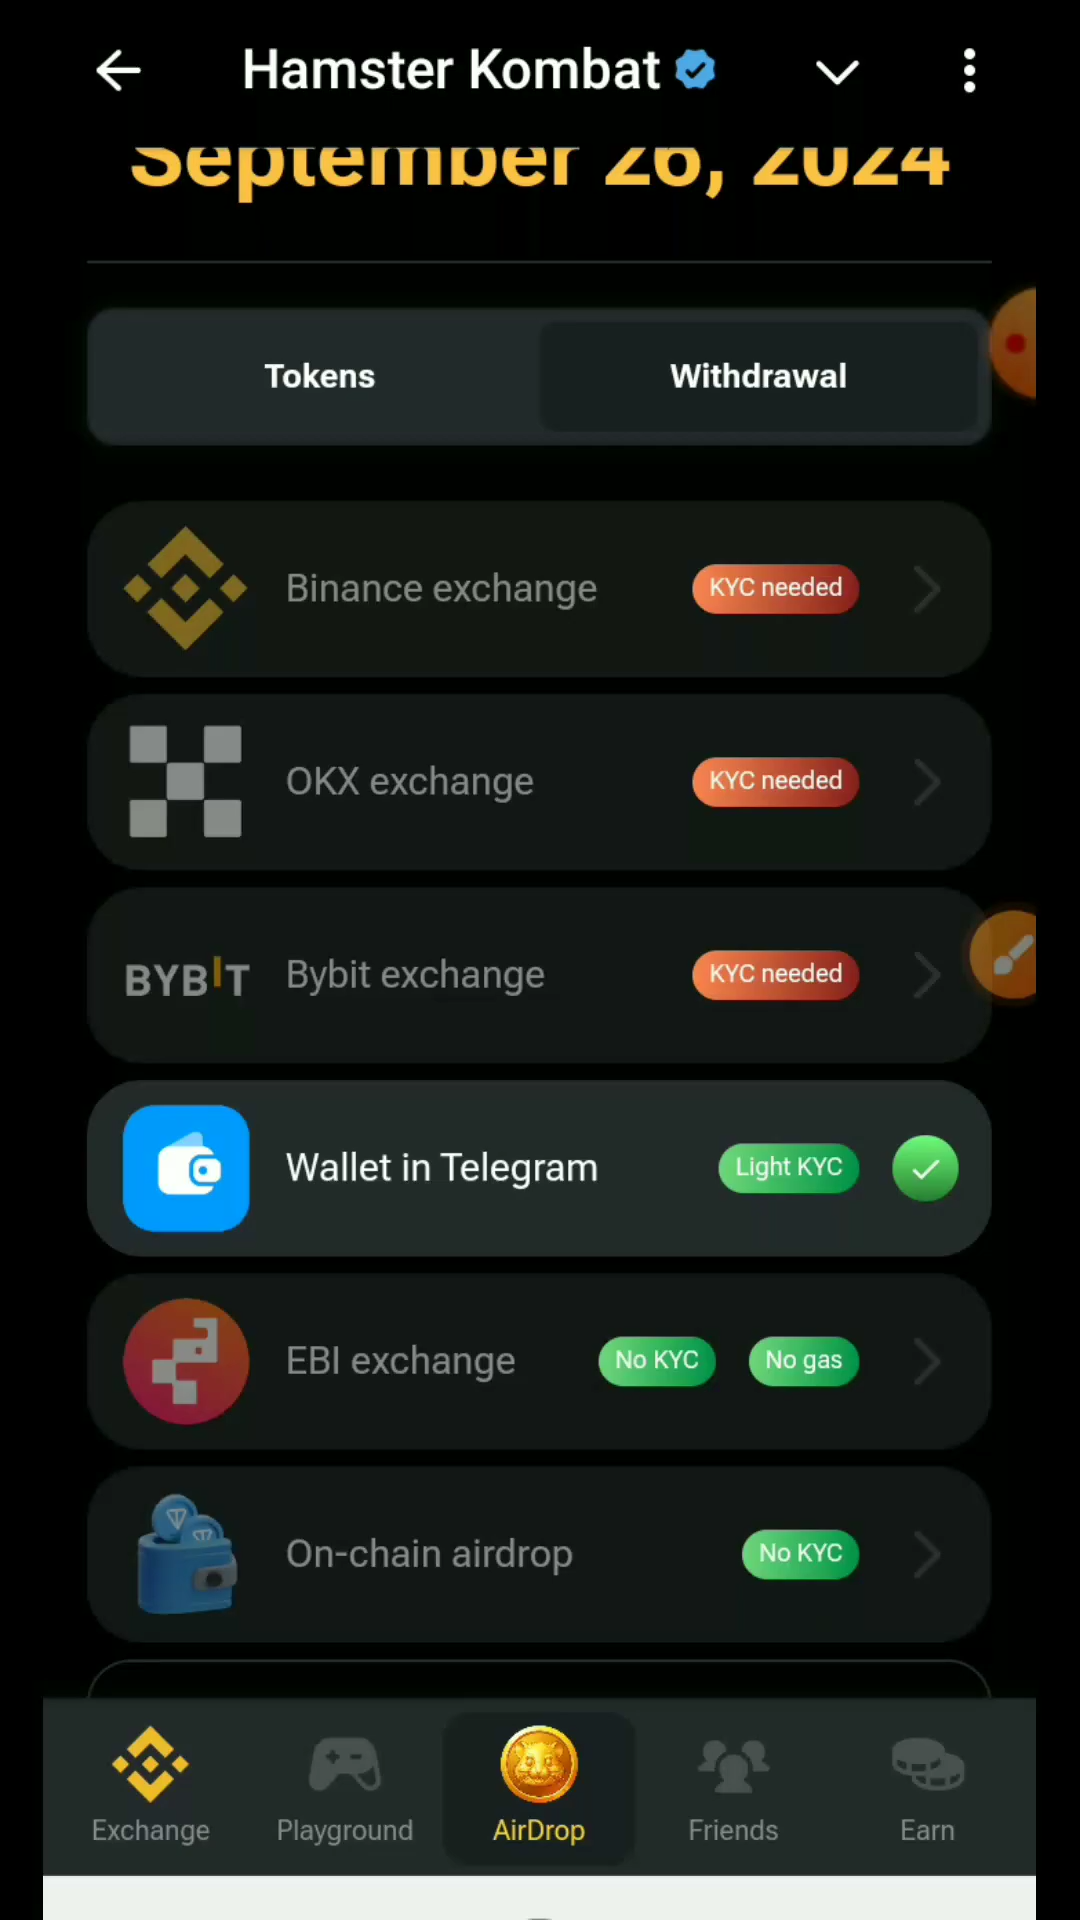 Hamster Kombat
September 26, 2024
Tokens
Withdrawal
Binance exchange KYC needed
OKX exchange KYC needed
BYBIT Bybit exchange KYC needed
Wallet in Telegram Light KYC
EBI exchange No KYC No gas
On-chain airdrop No KYC
Exchange Playground AirDrop Friends Earn